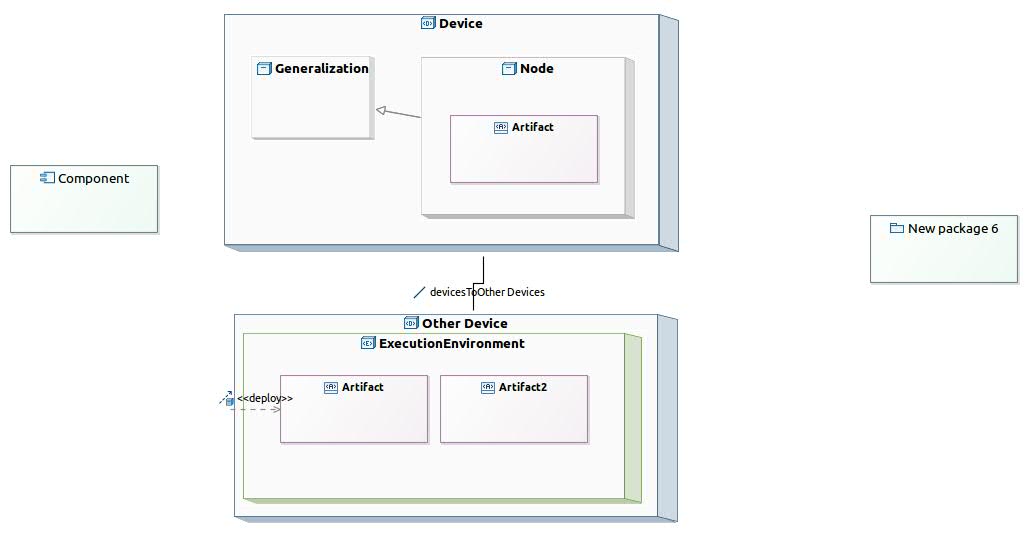 Device
Generalization
Node
Artifact
Component
New package 6
devicesToOther Devices
Other Device
ExecutionEnvironment
Artifact
Artifact2
<<deploy>>